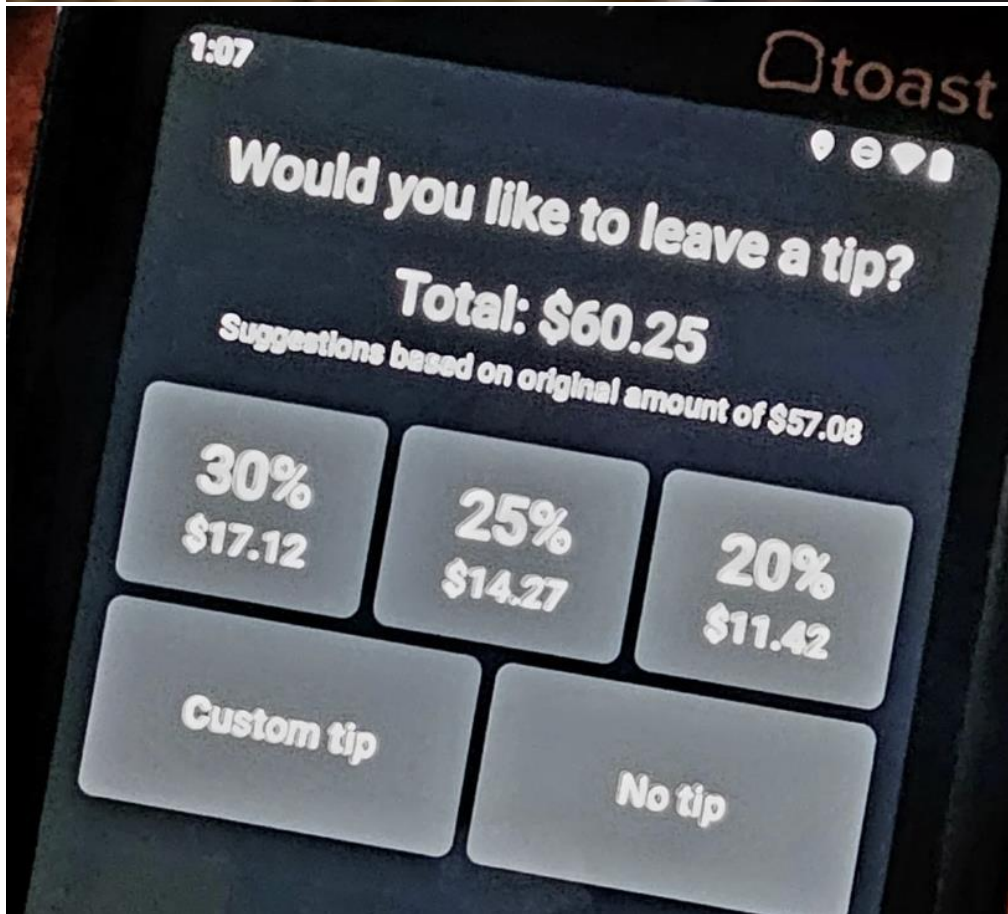 1:07
toast
Would you like to leave a tip?
Total: $60.25
Suggestions based on original amount of $57.08
30%
$17.12
25%
$14.27
20%
$11.42
Custom tip
No tip